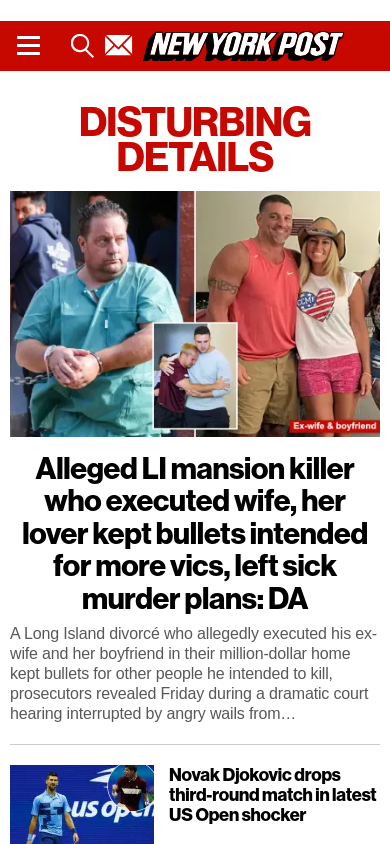 NEW YORK POST
DISTURBING
DETAILS
Ex-wife & boyfriend
Alleged LI mansion killer
who executed wife, her
lover kept bullets intended
for more vics, left sick
murder plans: DA
A Long Island divorcé who allegedly executed his ex-
wife and her boyfriend in their million-dollar home
kept bullets for other people he intended to kill,
prosecutors revealed Friday during a dramatic court
hearing interrupted by angry wails from…
us open
Novak Djokovic drops
third-round match in latest
US Open shocker